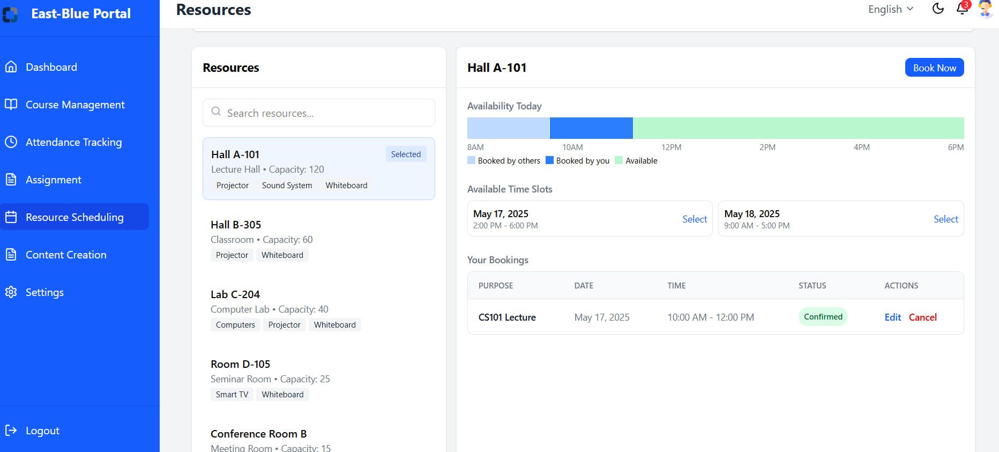 East-Blue Portal
Dashboard
Course Management
Attendance Tracking
Assignment
Resource Scheduling
Content Creation
Settings
Logout
Resources
English
3
Resources
Search resources...
Hall A-101
Selected
Lecture Hall • Capacity: 120
Projector Sound System Whiteboard
Hall B-305
Classroom • Capacity: 60
Projector Whiteboard
Lab C-204
Computer Lab • Capacity: 40
Computers Projector Whiteboard
Room D-105
Seminar Room • Capacity: 25
Smart TV Whiteboard
Conference Room B
Meeting Room • Capacity: 15
Hall A-101
Book Now
Availability Today
8AM 10AM 12PM 2PM 4PM 6PM
Booked by others Booked by you Available
Available Time Slots
May 17, 2025
2:00 PM - 6:00 PM
Select
May 18, 2025
9:00 AM - 5:00 PM
Select
Your Bookings
PURPOSE DATE TIME STATUS ACTIONS
CS101 Lecture May 17, 2025 10:00 AM - 12:00 PM Confirmed Edit Cancel